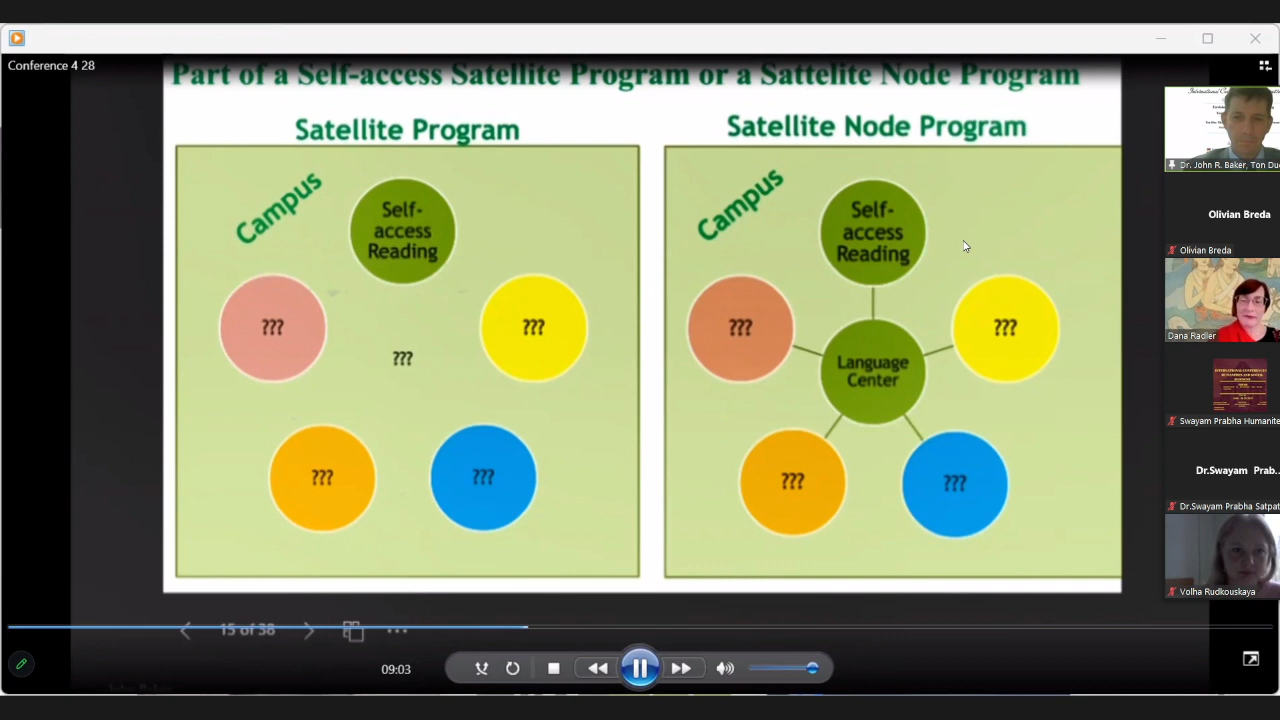 Conference 4 28
Part of a Self-access Satellite Program or a Sattelite Node Program
Satellite Program
Campus
Self-
access
Reading
???
???
???
???
???
Satellite Node Program
Campus
Self-
access
Reading
???
???
Language
Center
???
???
15 of 38
09:03
Dr. John R. Baker, Ton Du
Olivian Breda
Olivian Breda
Dana Radler
Swayam Prabha Humanite
Dr.Swayam Prab...
Dr.Swayam Prabha Satpat
Volha Rudkouskaya